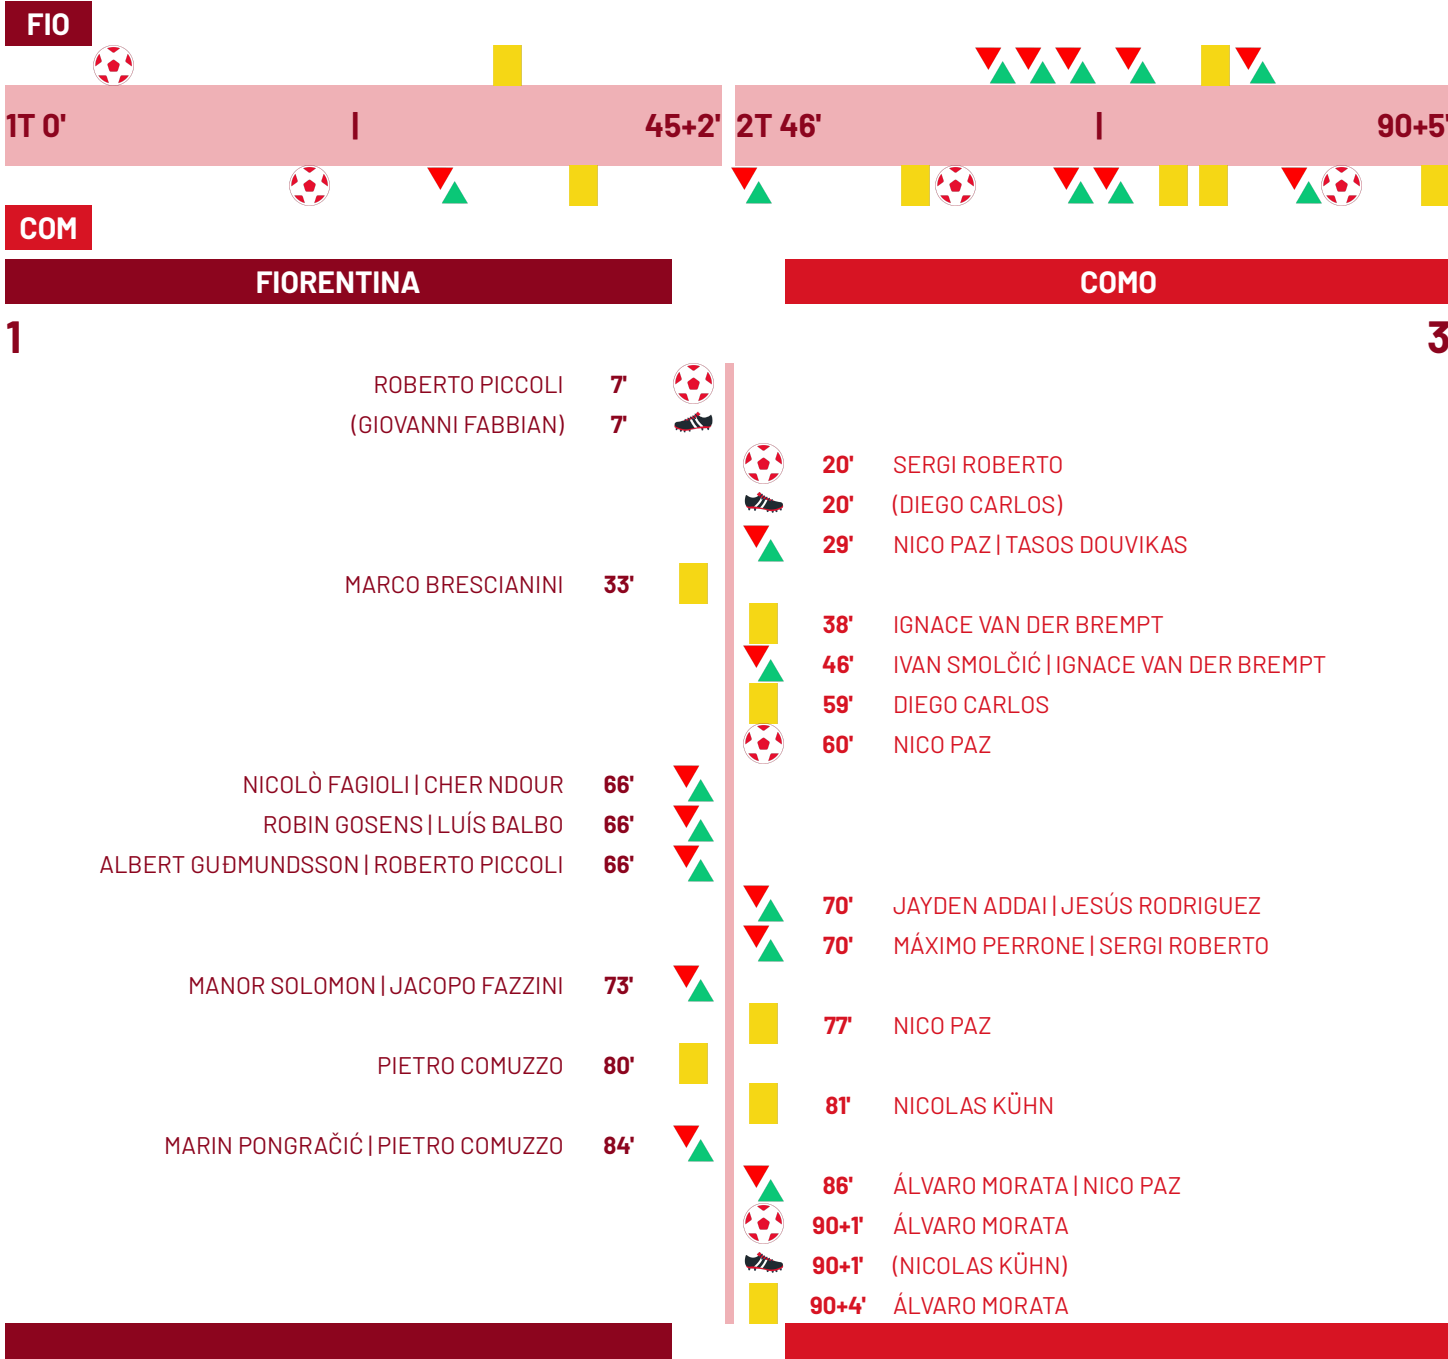 FIO
1T 0' | 45+2' 2T 46' | 90+5'
COM
FIORENTINA COMO
1 3
ROBERTO PICCOLI 7'
(GIOVANNI FABBIAN) 7'
20' SERGI ROBERTO
20' (DIEGO CARLOS)
29' NICO PAZ | TASOS DOUVIKAS
MARCO BRESCIANINI 33'
38' IGNACE VAN DER BREMPT
46' IVAN SMOLČIĆ | IGNACE VAN DER BREMPT
59' DIEGO CARLOS
60' NICO PAZ
NICOLÒ FAGIOLI | CHER NDOUR 66'
ROBIN GOSENS | LUÍS BALBO 66'
ALBERT GUÐMUNDSSON | ROBERTO PICCOLI 66'
70' JAYDEN ADDAI | JESÚS RODRIGUEZ
70' MÁXIMO PERRONE | SERGI ROBERTO
MANOR SOLOMON | JACOPO FAZZINI 73'
77' NICO PAZ
PIETRO COMUZZO 80'
81' NICOLAS KÜHN
MARIN PONGRAČIĆ | PIETRO COMUZZO 84'
86' ÁLVARO MORATA | NICO PAZ
90+1' ÁLVARO MORATA
90+1' (NICOLAS KÜHN)
90+4' ÁLVARO MORATA